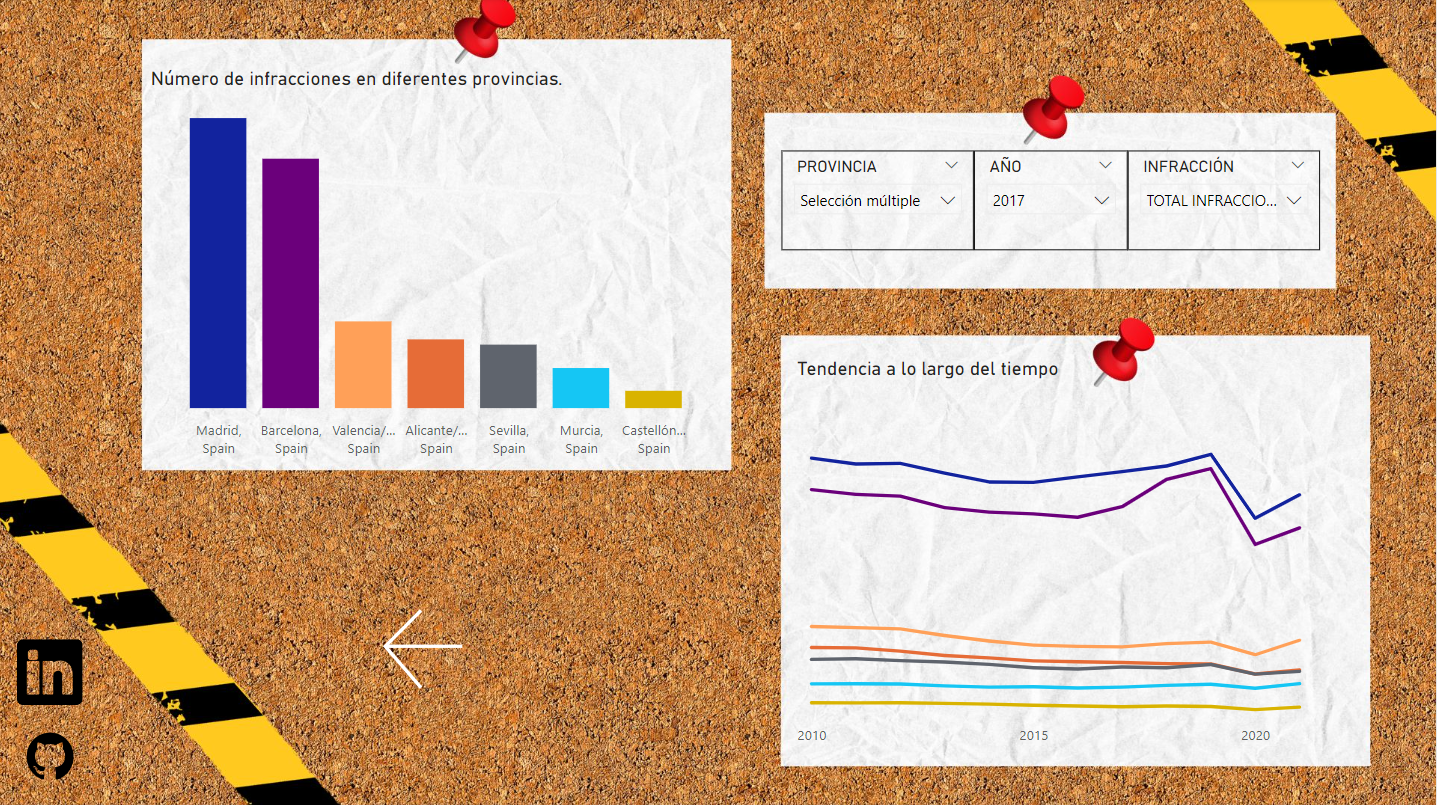 Número de infracciones en diferentes provincias.
Madrid, Spain
Barcelona, Spain
Valencia/... Spain
Alicante/... Spain
Sevilla, Spain
Murcia, Spain
Castellón... Spain
PROVINCIA
Selección múltiple
AÑO
2017
INFRACCIÓN
TOTAL INFRACCIO...
Tendencia a lo largo del tiempo
2010 2015 2020
in